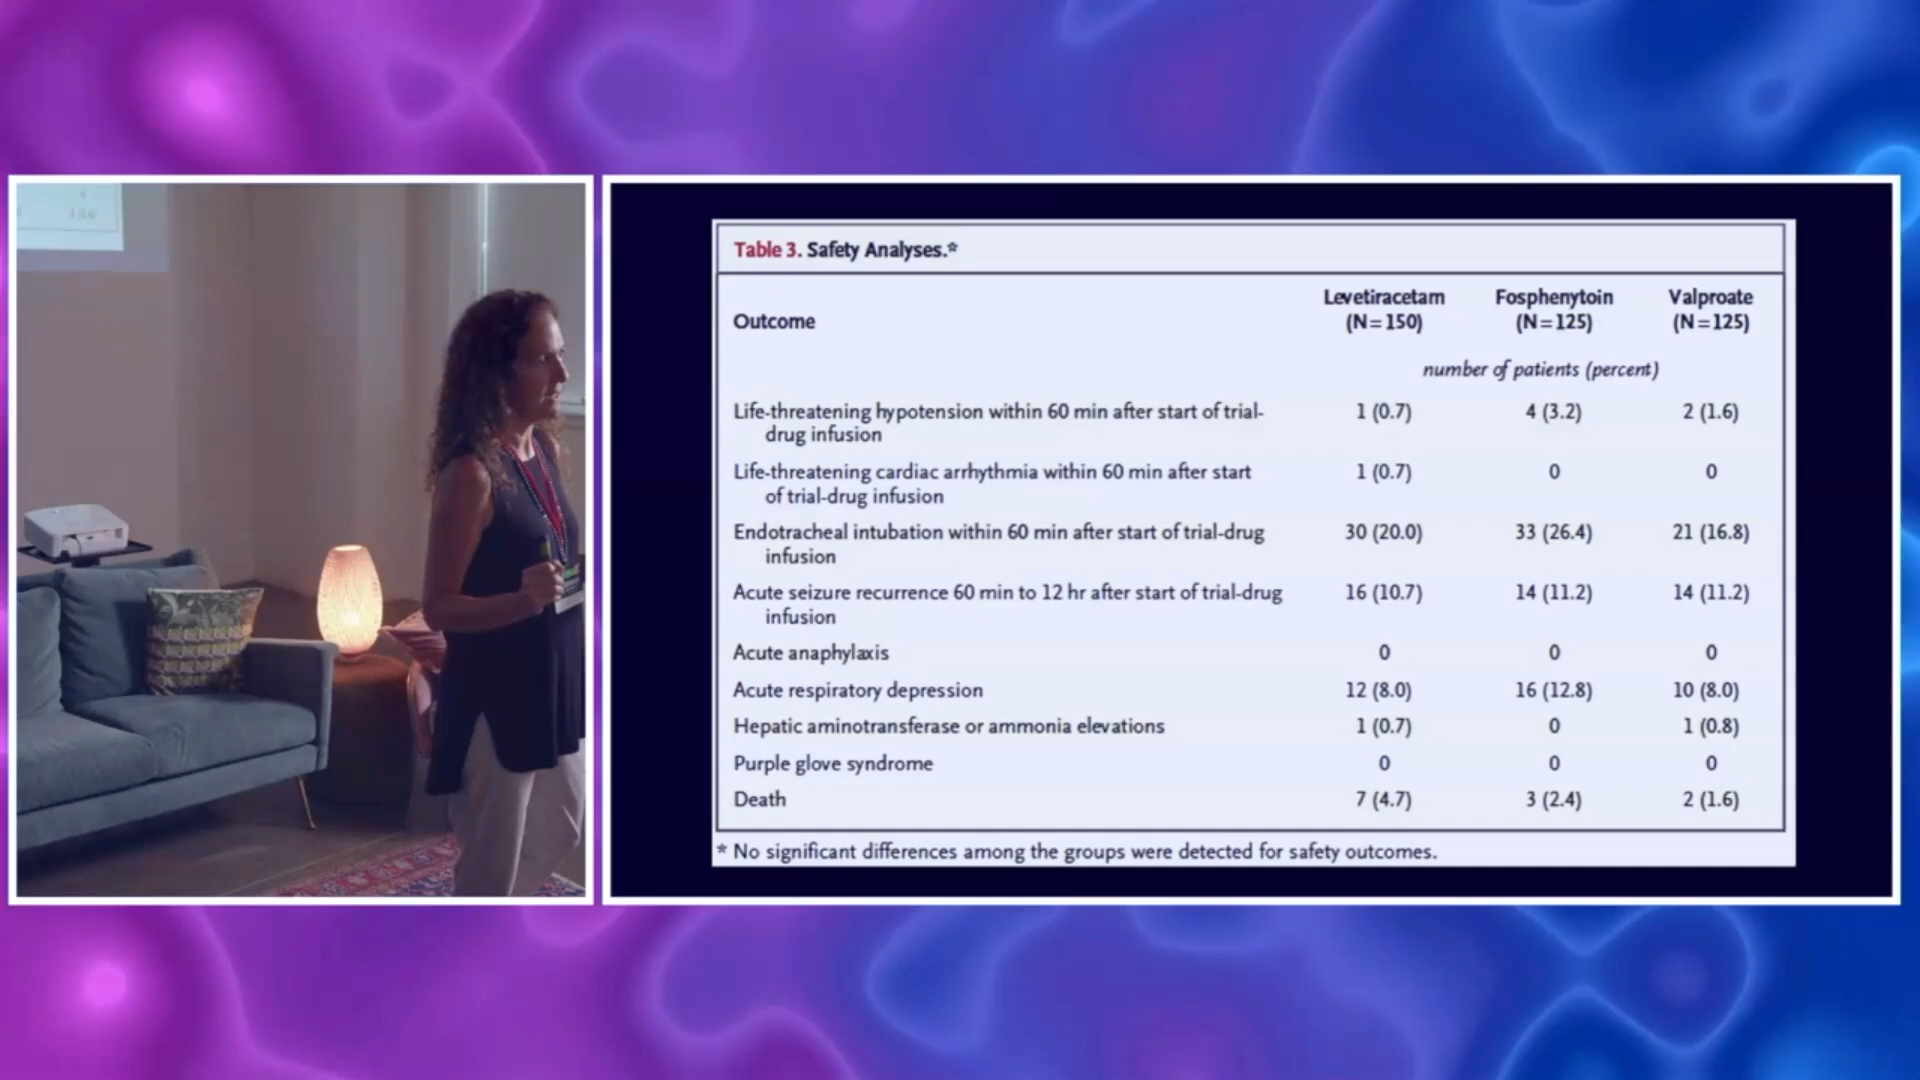 Table 3. Safety Analyses.*
Outcome
Levetiracetam (N=150)
Fosphenytoin (N=125)
Valproate (N=125)
number of patients (percent)
Life-threatening hypotension within 60 min after start of trial-
drug infusion
1 (0.7) 4 (3.2) 2 (1.6)
Life-threatening cardiac arrhythmia within 60 min after start
of trial-drug infusion
1 (0.7) 0 0
Endotracheal intubation within 60 min after start of trial-drug
infusion
30 (20.0) 33 (26.4) 21 (16.8)
Acute seizure recurrence 60 min to 12 hr after start of trial-drug
infusion
16 (10.7) 14 (11.2) 14 (11.2)
Acute anaphylaxis 0 0 0
Acute respiratory depression 12 (8.0) 16 (12.8) 10 (8.0)
Hepatic aminotransferase or ammonia elevations 1 (0.7) 0 1 (0.8)
Purple glove syndrome 0 0 0
Death 7 (4.7) 3 (2.4) 2 (1.6)
* No significant differences among the groups were detected for safety outcomes.